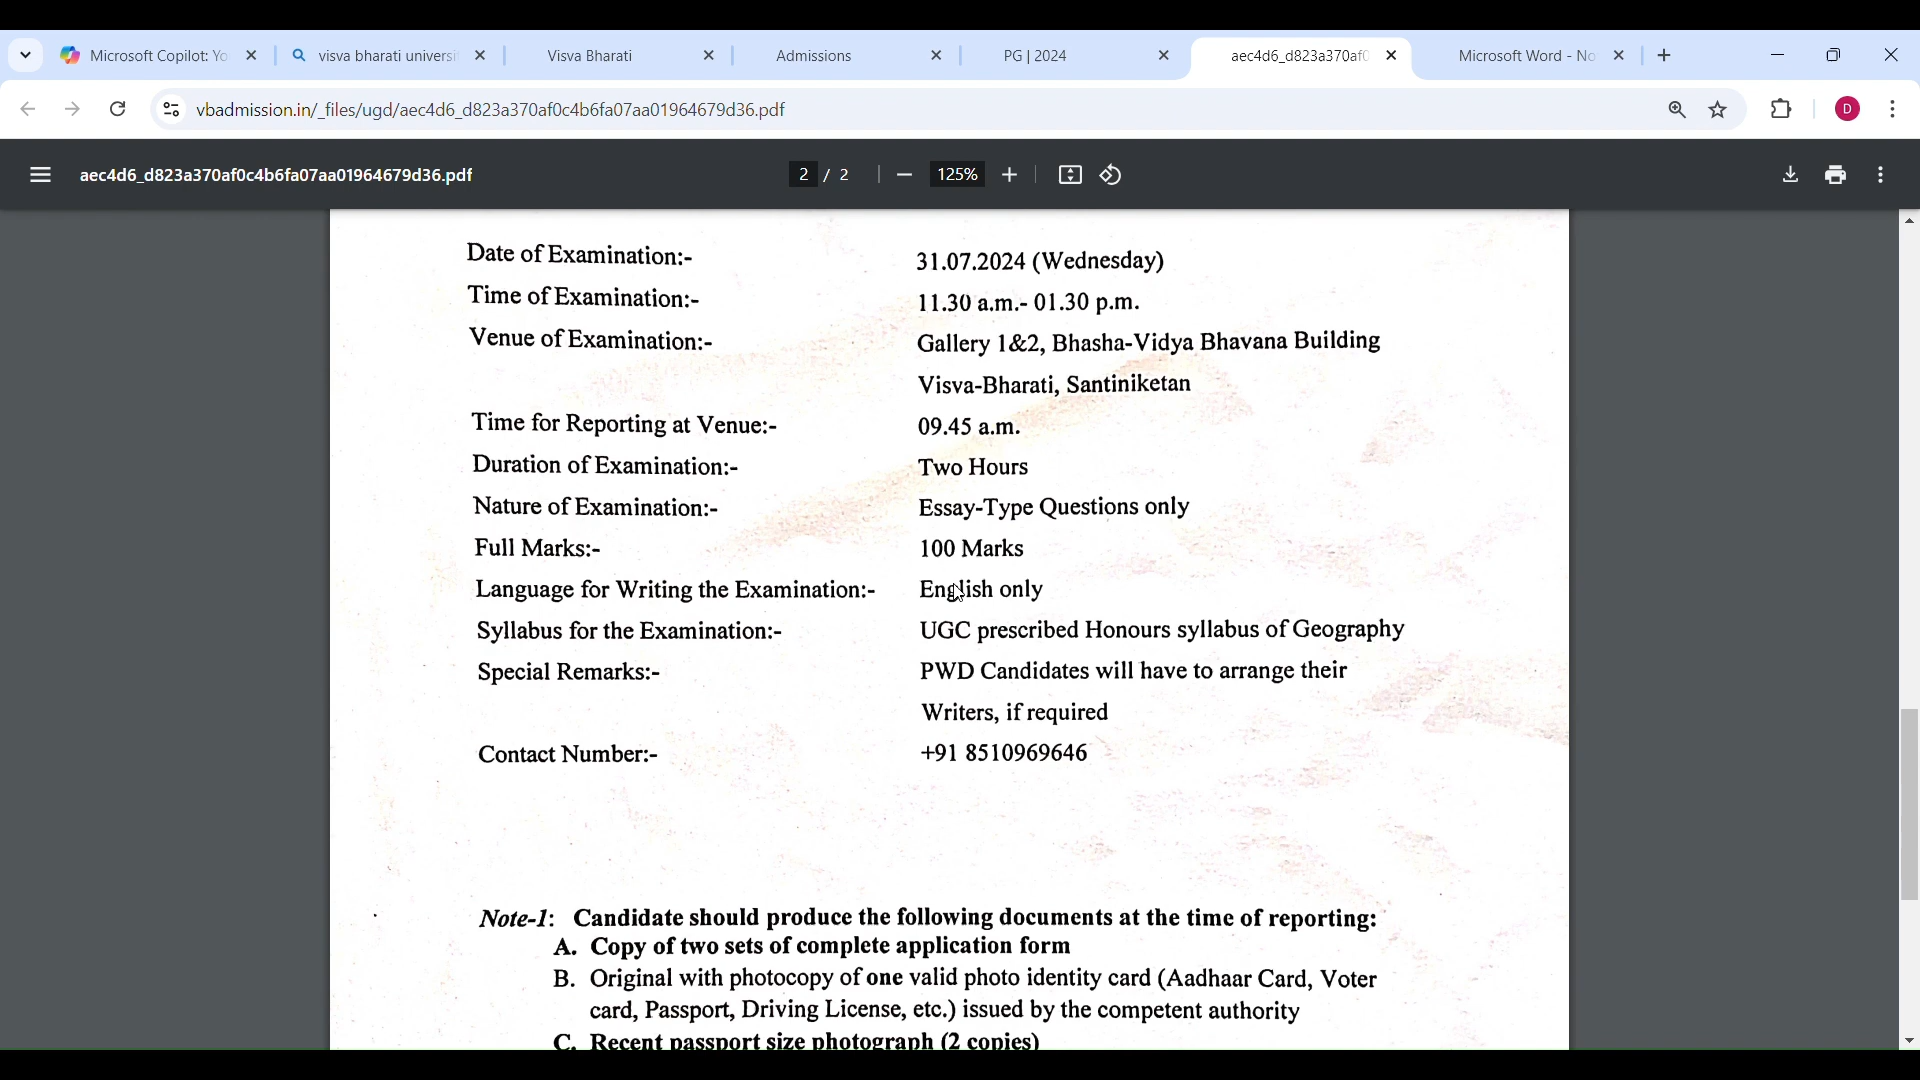 Microsoft Copilot: Yo
visva bharati universit
Visva Bharati
Admissions
PG | 2024
aec4d6_d823a370af0
Microsoft Word - No
vbadmission.in/_files/ugd/aec4d6_d823a370af0c4b6fa07aa01964679d36.pdf
D
aec4d6_d823a370af0c4b6fa07aa01964679d36.pdf
2 / 2
125%
Date of Examination:- 31.07.2024 (Wednesday)
Time of Examination:- 11.30 a.m.- 01.30 p.m.
Venue of Examination:- Gallery 1&2, Bhasha-Vidya Bhavana Building
Visva-Bharati, Santiniketan
Time for Reporting at Venue:- 09.45 a.m.
Duration of Examination:- Two Hours
Nature of Examination:- Essay-Type Questions only
Full Marks:- 100 Marks
Language for Writing the Examination:- English only
Syllabus for the Examination:- UGC prescribed Honours syllabus of Geography
Special Remarks:- PWD Candidates will have to arrange their
Writers, if required
Contact Number:- +91 8510969646
Note-1: Candidate should produce the following documents at the time of reporting:
A. Copy of two sets of complete application form
B. Original with photocopy of one valid photo identity card (Aadhaar Card, Voter
card, Passport, Driving License, etc.) issued by the competent authority
C. Recent passport size photograph (2 copies)